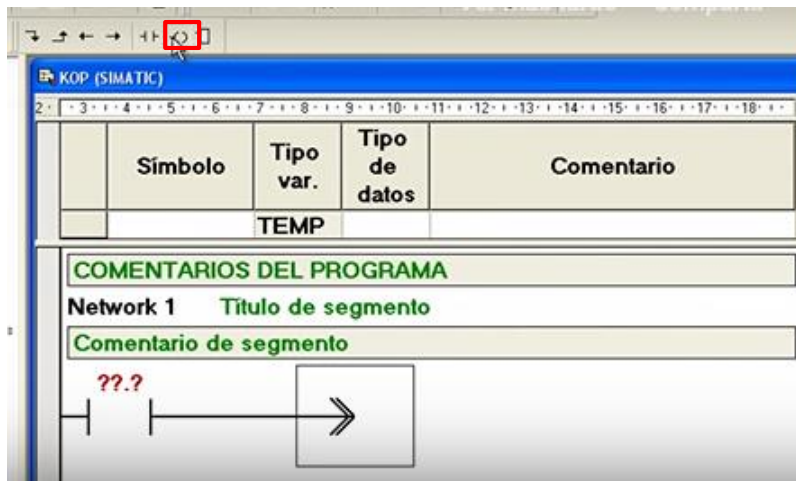 KOP (SIMATIC)
2 · 3 · 4 · 5 · 6 · 7 · 8 · 9 · 10 · 11 · 12 · 13 · 14 · 15 · 16 · 17 · 18
Símbolo
Tipo var.
Tipo de datos
Comentario
TEMP
COMENTARIOS DEL PROGRAMA
Network 1 Título de segmento
Comentario de segmento
??.?